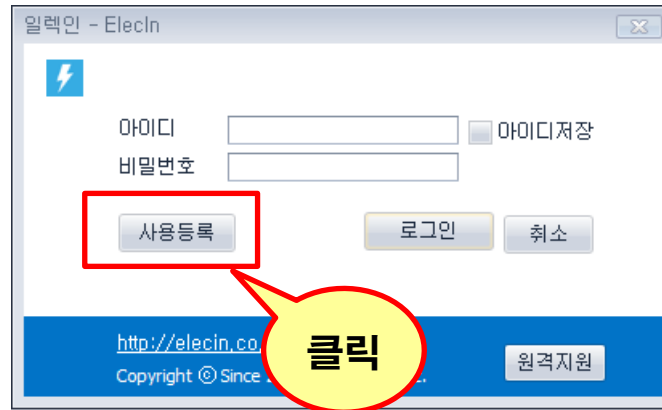 일렉인 - ElecIn
아이디
아이디저장
비밀번호
사용등록
로그인
취소
http://elecin.co
클릭
원격지원
Copyright ⓒ Since